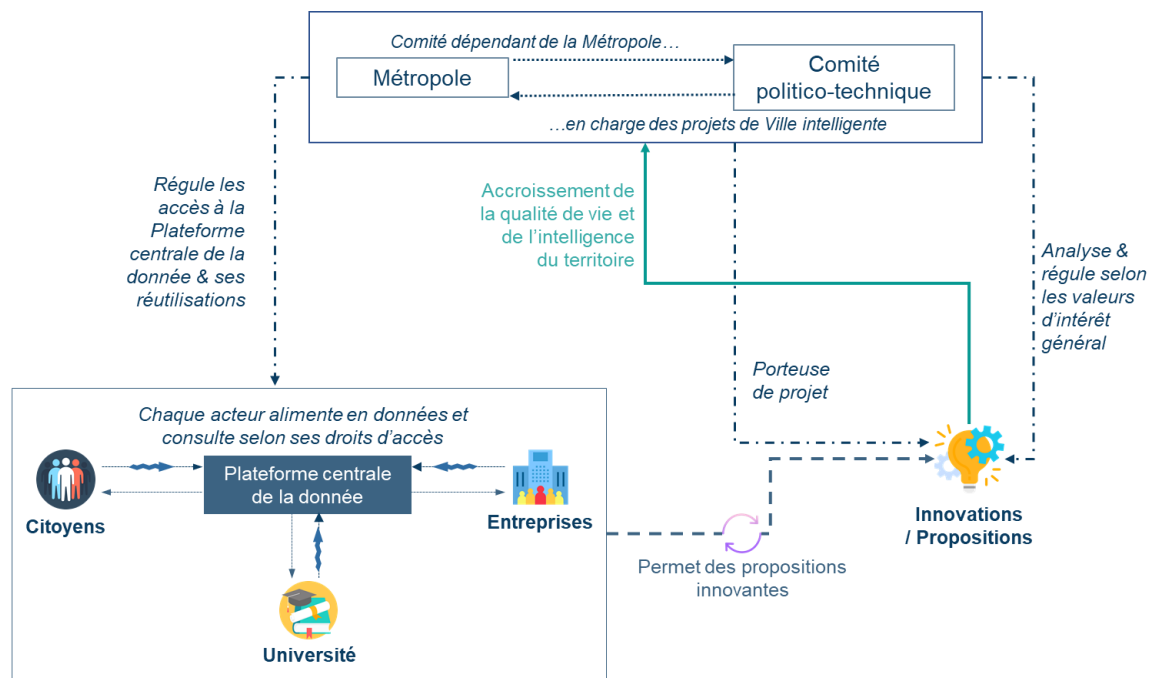 Comité dépendant de la Métropole…
Métropole
Comité
politico-technique
…en charge des projets de Ville intelligente
Régule les
accès à la
Plateforme
centrale de la
donnée & ses
réutilisations
Accroissement de
la qualité de vie et
de l’intelligence
du territoire
Analyse &
régule selon
les valeurs
d’intérêt
général
Porteuse
de projet
Chaque acteur alimente en données et
consulte selon ses droits d’accès
Plateforme centrale
de la donnée
Citoyens
Entreprises
Université
Innovations
/ Propositions
Permet des propositions
innovantes